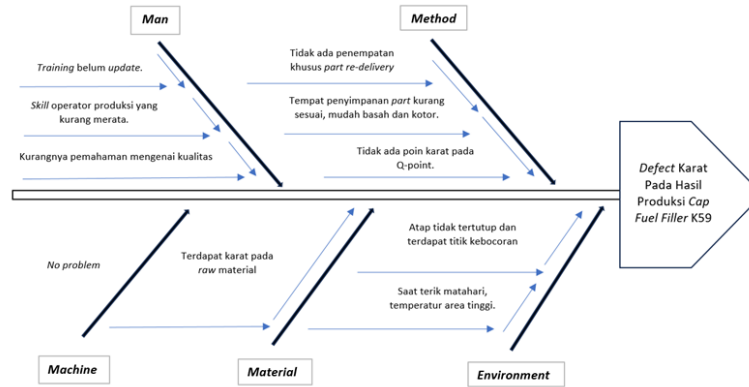 Man
Method
Training belum update.
Skill operator produksi yang
kurang merata.
Kurangnya pemahaman mengenai kualitas
Tidak ada penempatan
khusus part re-delivery
Tempat penyimpanan part kurang
sesuai, mudah basah dan kotor.
Tidak ada poin karat pada
Q-point.
Defect Karat
Pada Hasil
Produksi Cap
Fuel Filler K59
No problem
Terdapat karat pada
raw material
Atap tidak tertutup dan
terdapat titik kebocoran
Saat terik matahari,
temperatur area tinggi.
Machine
Material
Environment